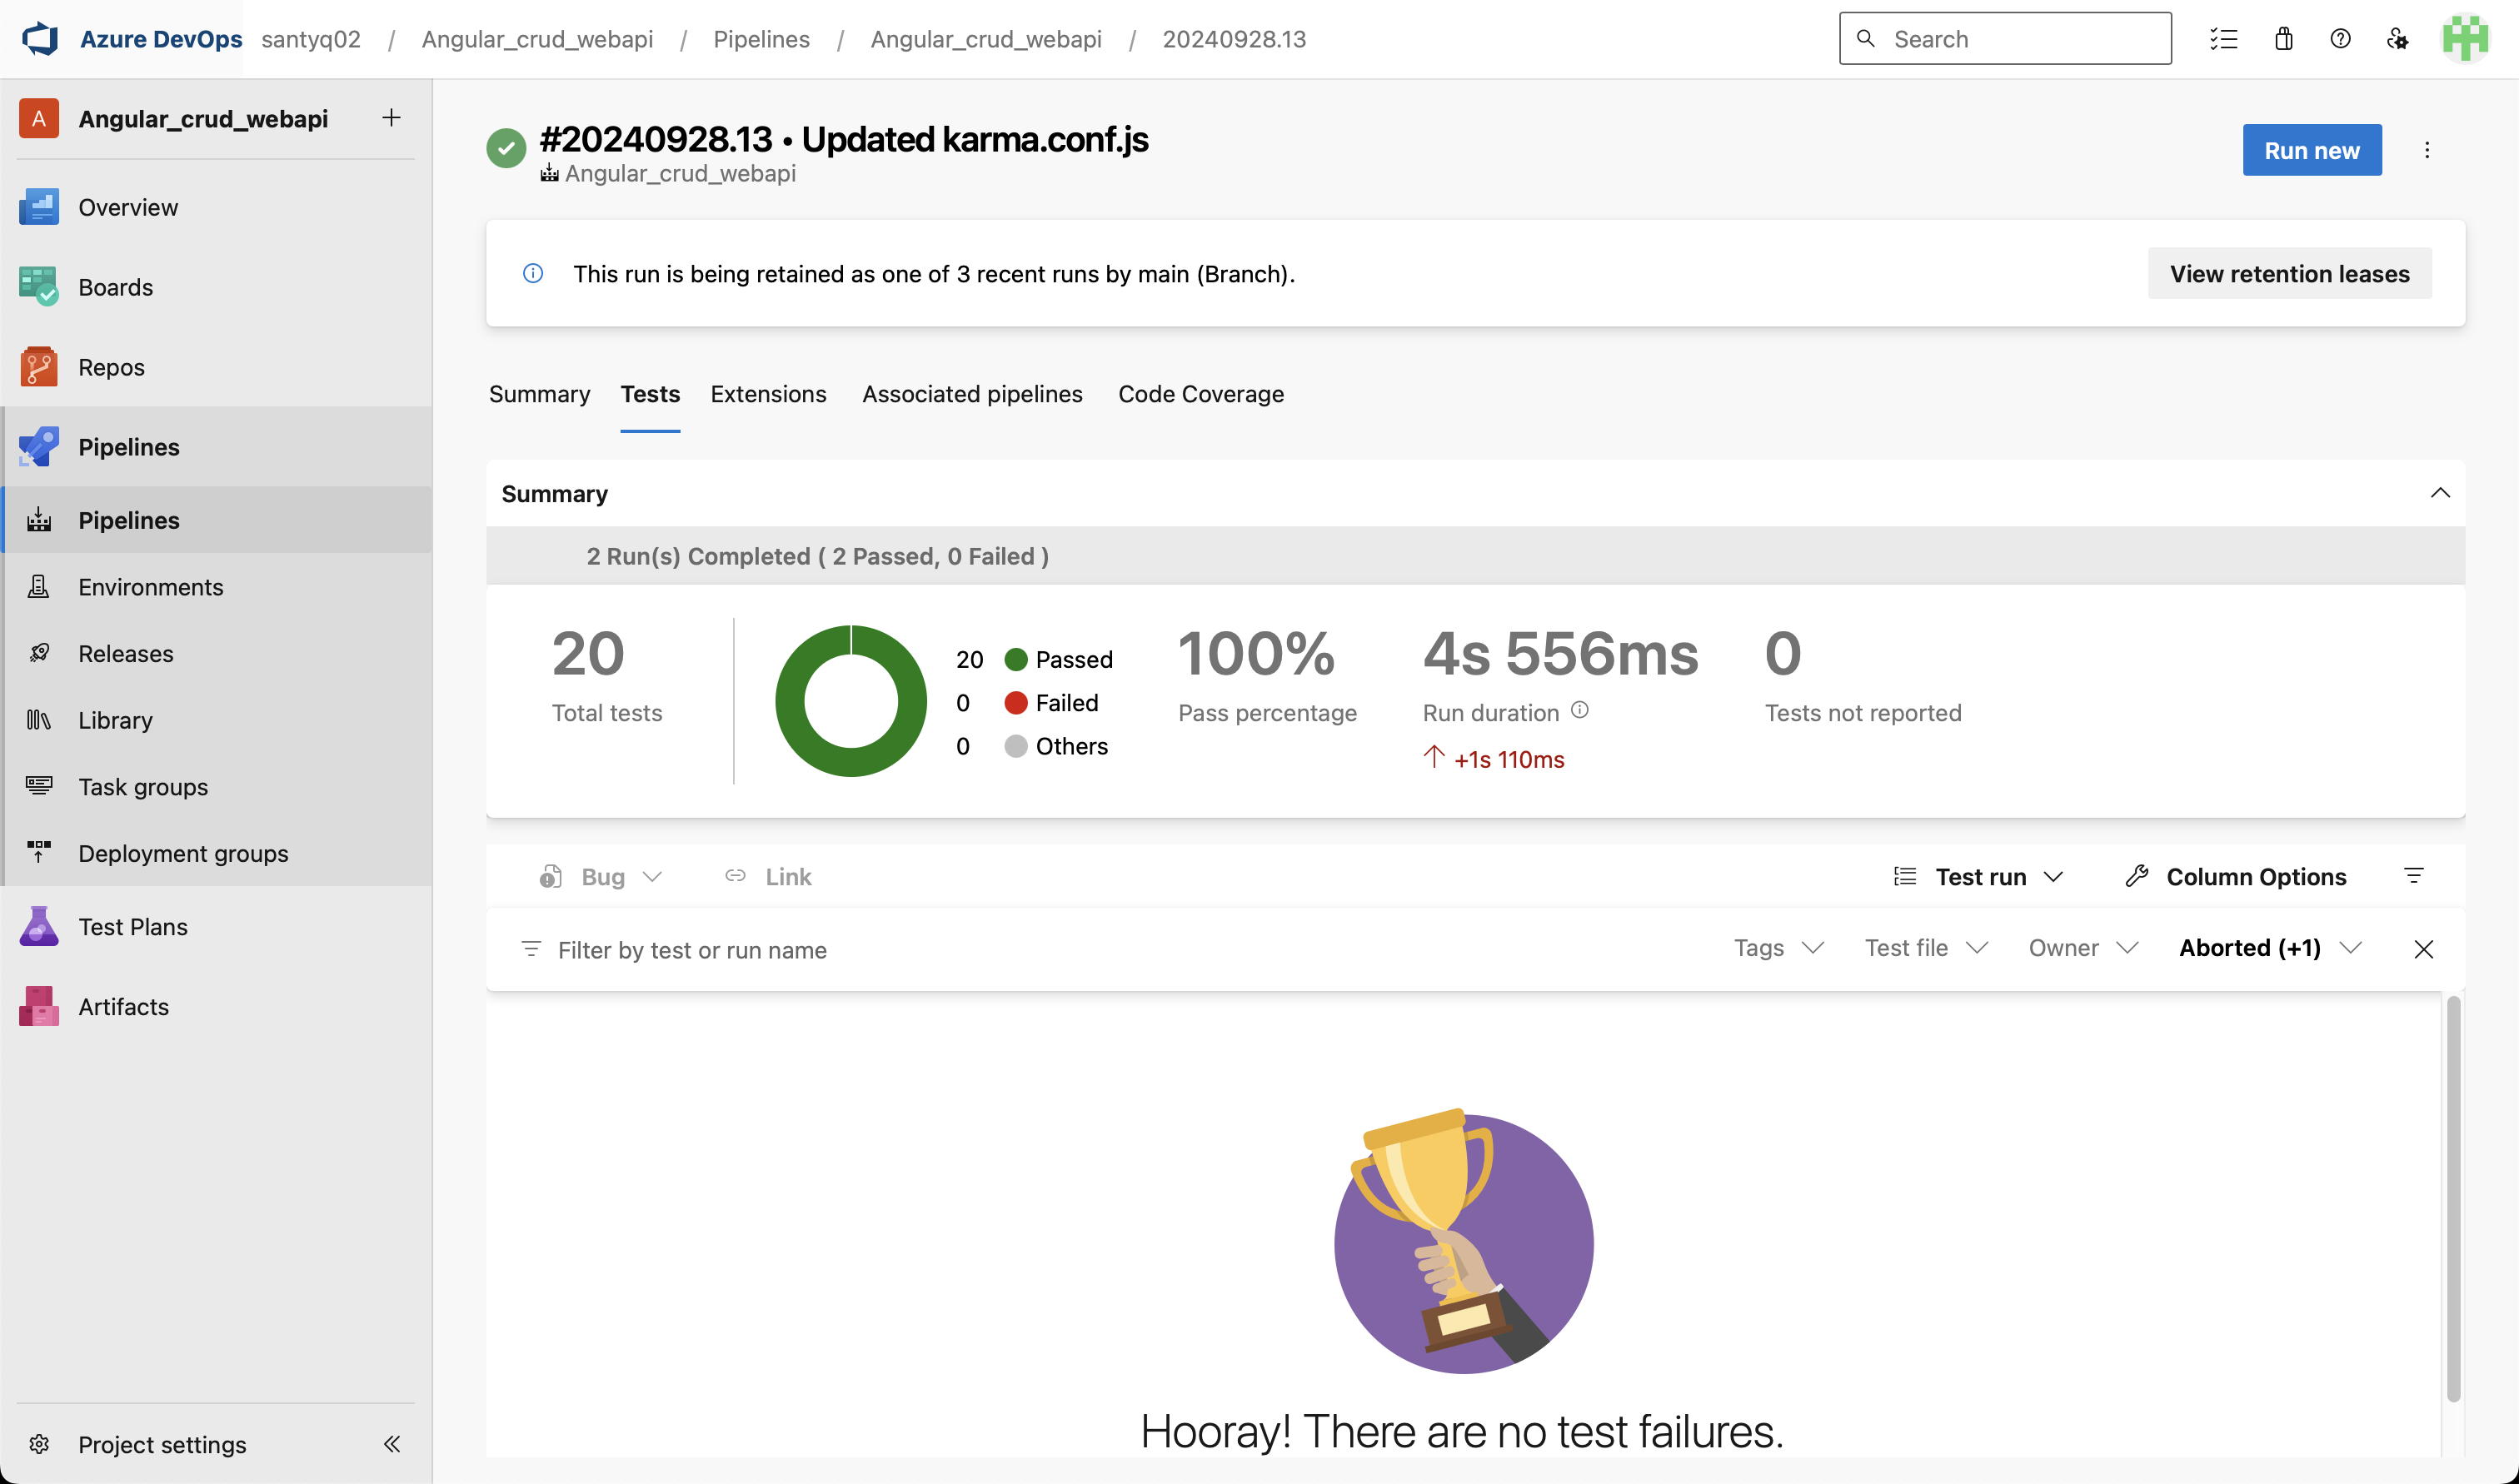 Azure DevOps santyq02 / Angular_crud_webapi / Pipelines / Angular_crud_webapi / 20240928.13
Search
A Angular_crud_webapi
Overview
Boards
Repos
Pipelines
Pipelines
Environments
Releases
Library
Task groups
Deployment groups
Test Plans
Artifacts
Project settings
#20240928.13 • Updated karma.conf.js
Angular_crud_webapi
Run new
This run is being retained as one of 3 recent runs by main (Branch).
View retention leases
Summary Tests Extensions Associated pipelines Code Coverage
Summary
2 Run(s) Completed ( 2 Passed, 0 Failed )
20
Total tests
20 Passed
0 Failed
0 Others
100%
Pass percentage
4s 556ms
Run duration
+1s 110ms
0
Tests not reported
Bug Link Test run Column Options
Filter by test or run name Tags Test file Owner Aborted (+1)
Hooray! There are no test failures.